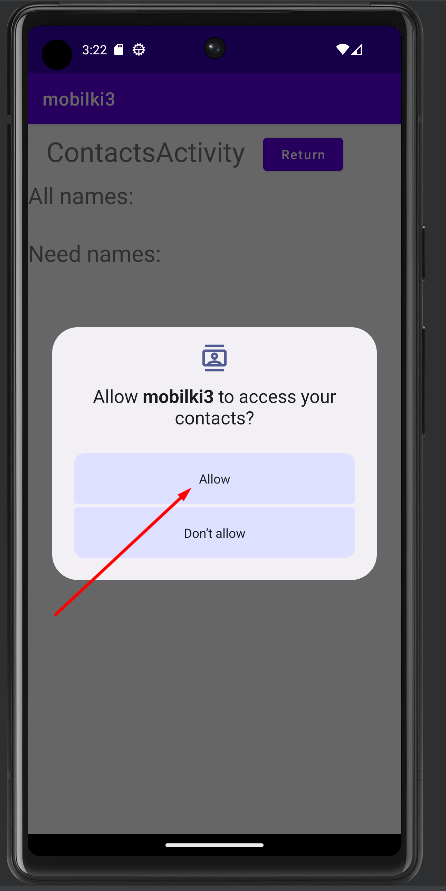 3:22
mobilki3
ContactsActivity Return
All names:
Need names:
Allow mobilki3 to access your
contacts?
Allow
Don’t allow